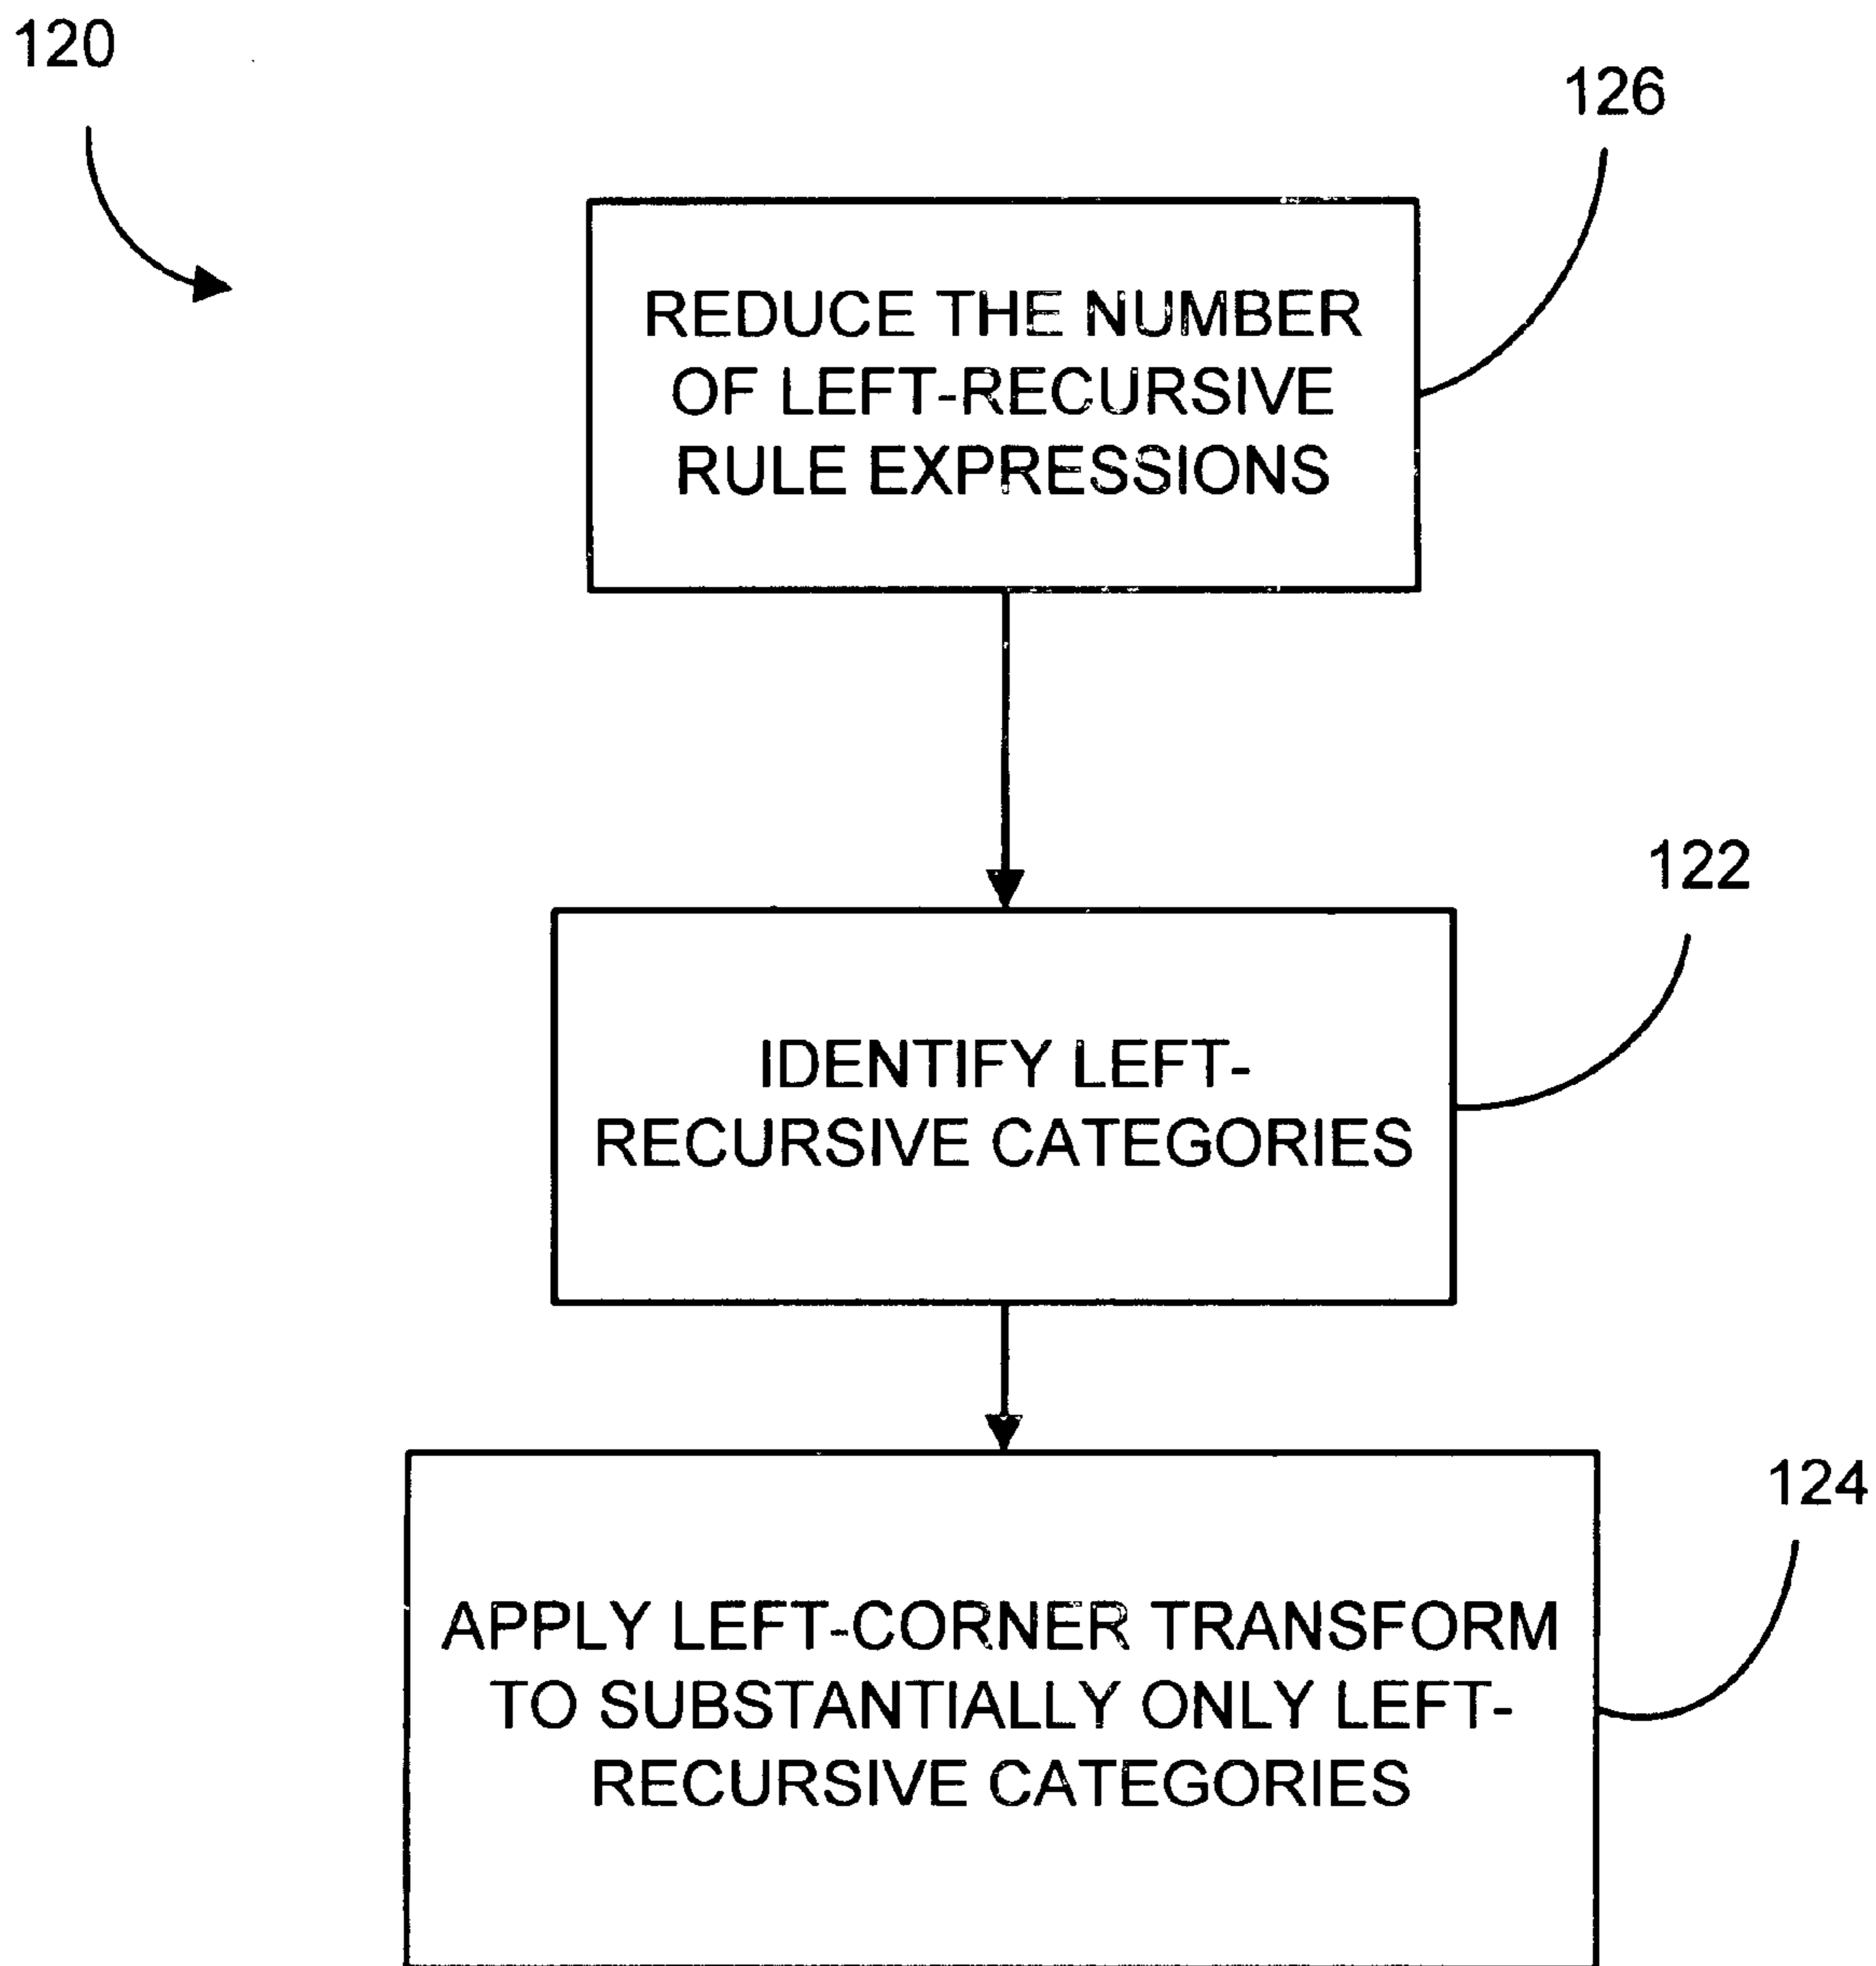 120
126
REDUCE THE NUMBER
OF LEFT-RECURSIVE
RULE EXPRESSIONS
122
IDENTIFY LEFT-
RECURSIVE CATEGORIES
124
APPLY LEFT-CORNER TRANSFORM
TO SUBSTANTIALLY ONLY LEFT-
RECURSIVE CATEGORIES